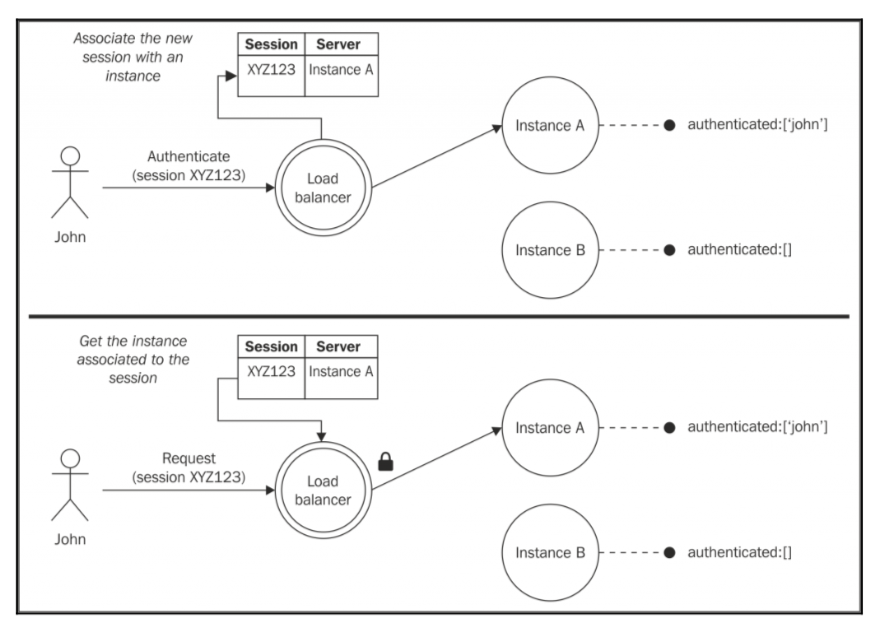 Associate the new
session with an
instance
Session Server
XYZ123 Instance A
Authenticate
(session XYZ123)
John
Load
balancer
Instance A
authenticated:['john']
Instance B
authenticated:[]
Get the instance
associated to the
session
Session Server
XYZ123 Instance A
Request
(session XYZ123)
John
Load
balancer
Instance A
authenticated:['john']
Instance B
authenticated:[]